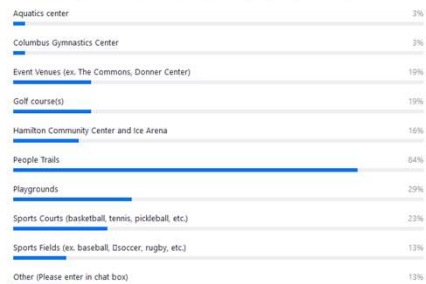 Aquatics center 3%
Columbus Gymnastics Center 3%
Event Venues (ex. The Commons, Donner Center) 19%
Golf course(s) 19%
Hamilton Community Center and Ice Arena 16%
People Trails 84%
Playgrounds 29%
Sports Courts (basketball, tennis, pickleball, etc.) 23%
Sports Fields (ex. baseball, ▯soccer, rugby, etc.) 13%
Other (Please enter in chat box) 13%